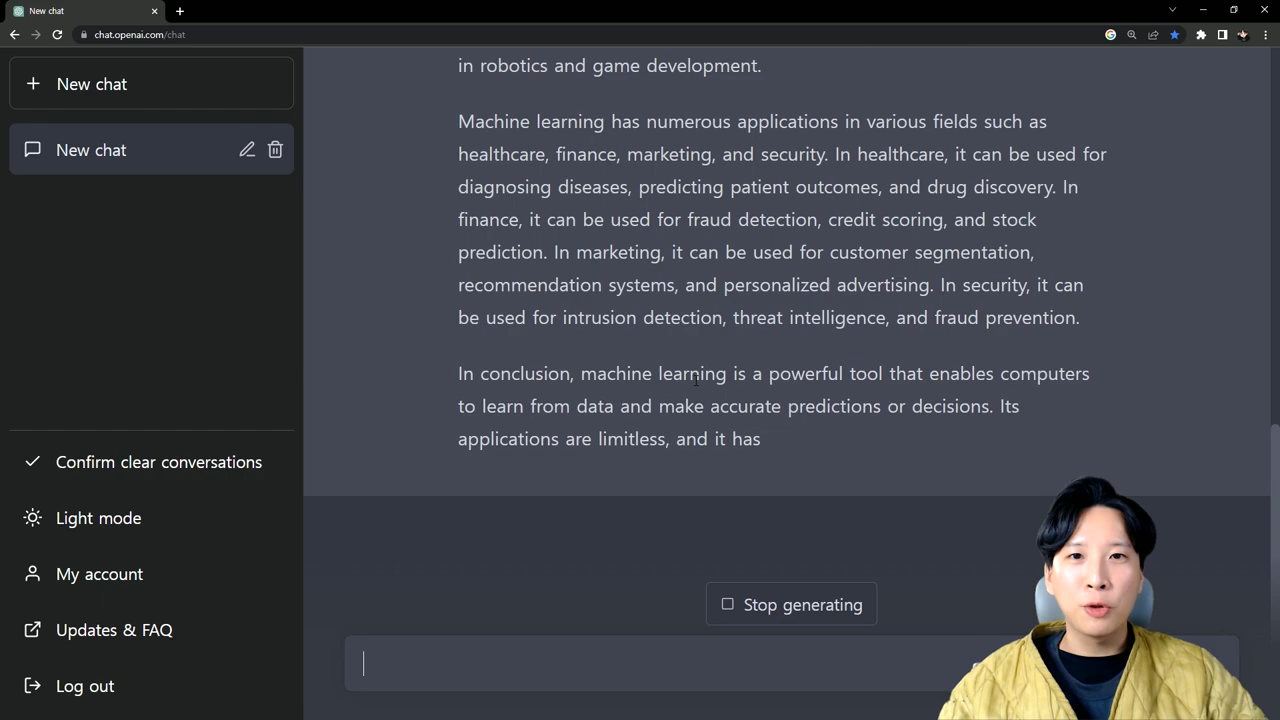 New chat
chat.openai.com/chat
New chat
New chat
Confirm clear conversations
Light mode
My account
Updates & FAQ
Log out
in robotics and game development.
Machine learning has numerous applications in various fields such as
healthcare, finance, marketing, and security. In healthcare, it can be used for
diagnosing diseases, predicting patient outcomes, and drug discovery. In
finance, it can be used for fraud detection, credit scoring, and stock
prediction. In marketing, it can be used for customer segmentation,
recommendation systems, and personalized advertising. In security, it can
be used for intrusion detection, threat intelligence, and fraud prevention.
In conclusion, machine learning is a powerful tool that enables computers
to learn from data and make accurate predictions or decisions. Its
applications are limitless, and it has
Stop generating